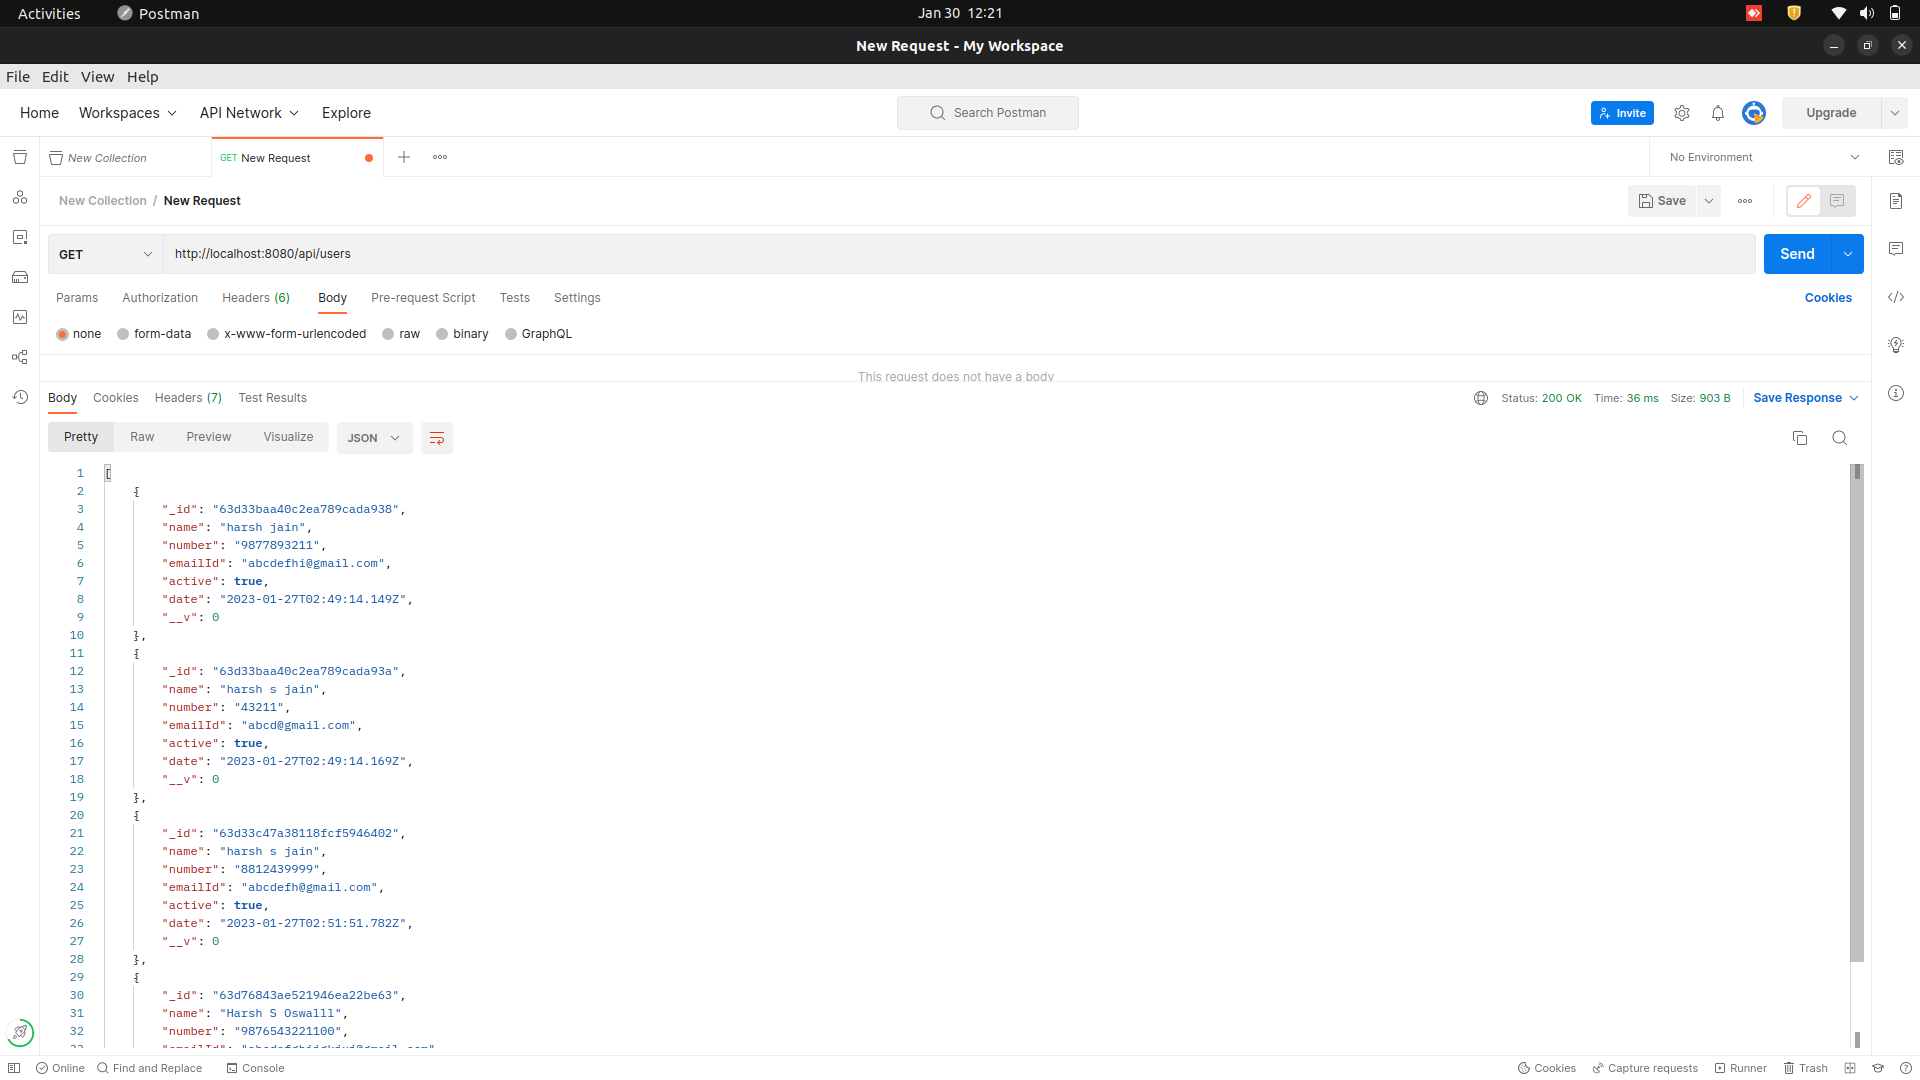 Activities Postman Jan 30 12:21
New Request - My Workspace
File Edit View Help
Home Workspaces API Network Explore Search Postman Invite Upgrade
New Collection GET New Request No Environment
New Collection / New Request Save
GET http://localhost:8080/api/users Send
Params Authorization Headers (6) Body Pre-request Script Tests Settings Cookies
none form-data x-www-form-urlencoded raw binary GraphQL
This request does not have a body
Body Cookies Headers (7) Test Results Status: 200 OK Time: 36 ms Size: 903 B Save Response
Pretty Raw Preview Visualize JSON
1 [
2 {
3 "_id": "63d33baa40c2ea789cada938",
4 "name": "harsh jain",
5 "number": "9877893211",
6 "emailId": "abcdefhi@gmail.com",
7 "active": true,
8 "date": "2023-01-27T02:49:14.149Z",
9 "__v": 0
10 },
11 {
12 "_id": "63d33baa40c2ea789cada93a",
13 "name": "harsh s jain",
14 "number": "43211",
15 "emailId": "abcd@gmail.com",
16 "active": true,
17 "date": "2023-01-27T02:49:14.169Z",
18 "__v": 0
19 },
20 {
21 "_id": "63d33c47a38118fcf5946402",
22 "name": "harsh s jain",
23 "number": "8812439999",
24 "emailId": "abcdefh@gmail.com",
25 "active": true,
26 "date": "2023-01-27T02:51:51.782Z",
27 "__v": 0
28 },
29 {
30 "_id": "63d76843ae521946ea22be63",
31 "name": "Harsh S Oswalll",
32 "number": "9876543221100",
Online Find and Replace Console Cookies Capture requests Runner Trash